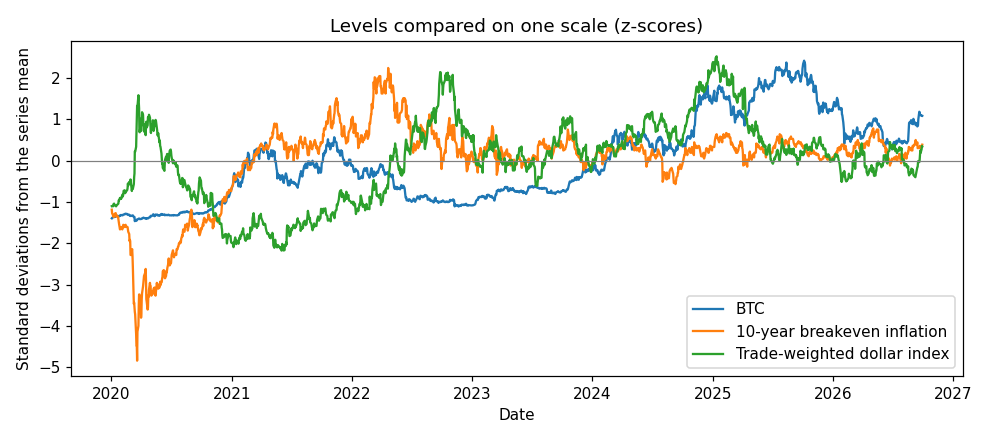 Levels compared on one scale (z-scores)
Standard deviations from the series mean
2
1
0
−1
−2
−3
−4
−5
BTC
10-year breakeven inflation
Trade-weighted dollar index
2020 2021 2022 2023 2024 2025 2026 2027
Date